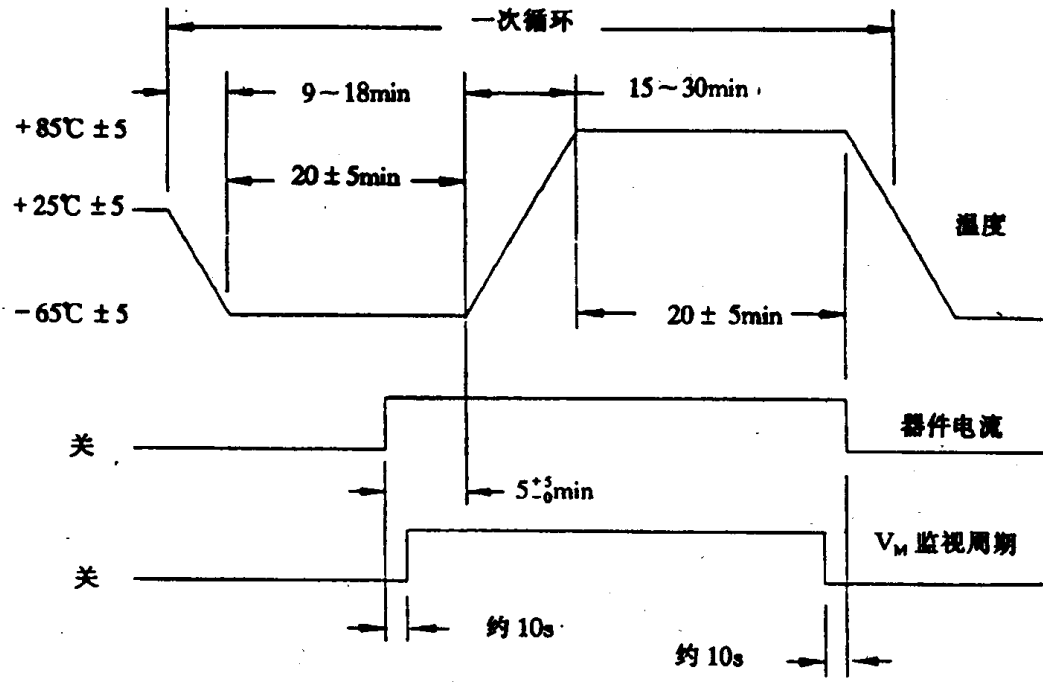 一次循环
9～18min
15～30min
+85℃ ±5
20±5min
+25℃ ±5
温度
−65℃ ±5
20± 5min
器件电流
关
5⁺⁵₋₀min
V_M 监视周期
关
约 10s
约 10s